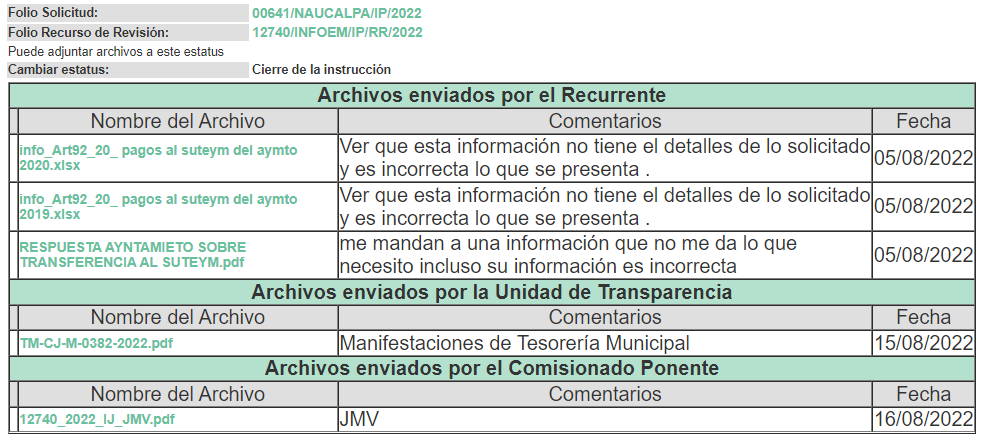 Folio Solicitud: 00641/NAUCALPA/IP/2022
Folio Recurso de Revisión: 12740/INFOEM/IP/RR/2022
Puede adjuntar archivos a este estatus
Cambiar estatus: Cierre de la instrucción
Archivos enviados por el Recurrente
Nombre del Archivo Comentarios Fecha
info_Art92_20_ pagos al suteym del aymto 2020.xlsx
Ver que esta información no tiene el detalles de lo solicitado
y es incorrecta lo que se presenta .
05/08/2022
info_Art92_20_ pagos al suteym del aymto 2019.xlsx
Ver que esta información no tiene el detalles de lo solicitado
y es incorrecta lo que se presenta .
05/08/2022
RESPUESTA AYNTAMIETO SOBRE
TRANSFERENCIA AL SUTEYM.pdf
me mandan a una información que no me da lo que
necesito incluso su información es incorrecta
05/08/2022
Archivos enviados por la Unidad de Transparencia
Nombre del Archivo Comentarios Fecha
TM-CJ-M-0382-2022.pdf Manifestaciones de Tesorería Municipal 15/08/2022
Archivos enviados por el Comisionado Ponente
Nombre del Archivo Comentarios Fecha
12740_2022_IJ_JMV.pdf JMV 16/08/2022